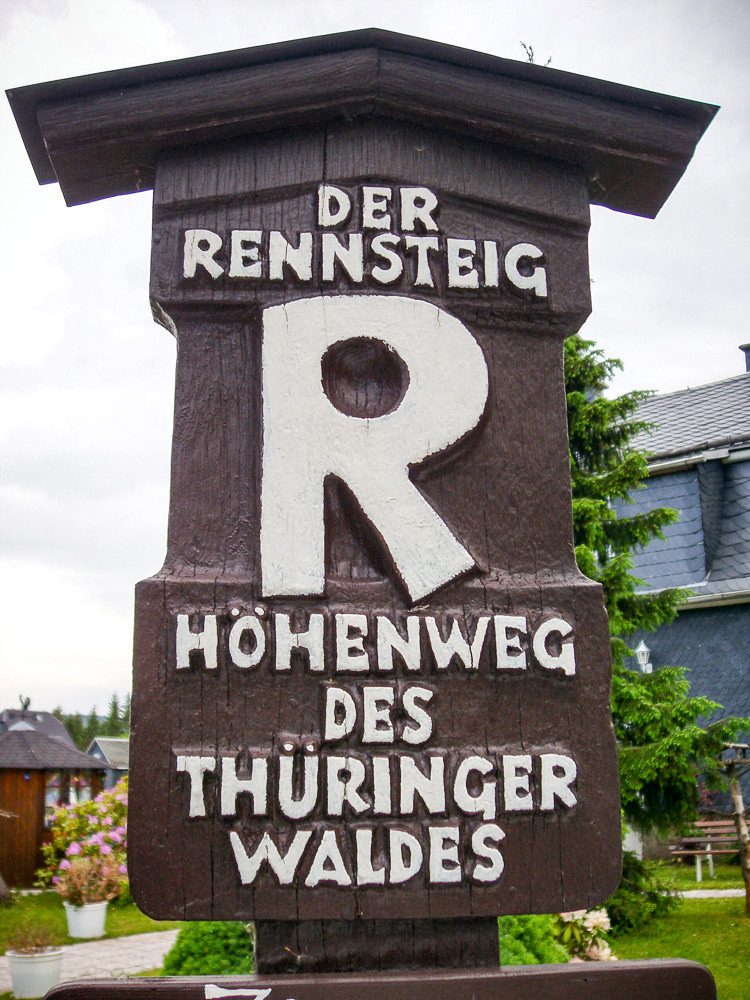 DER
RENNSTEIG
R
HÖHENWEG
DES
THÜRINGER
WALDES